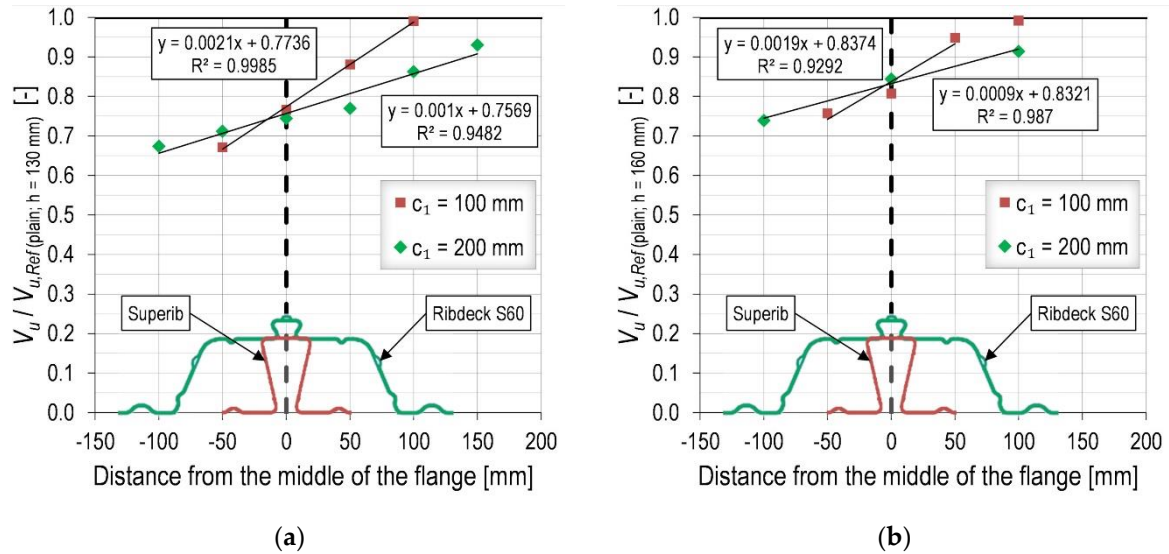 V_u / V_u,Ref (plain; h = 130 mm) [-]
1.0
0.9
0.8
0.7
0.6
0.5
0.4
0.3
0.2
0.1
0.0
y = 0.0021x + 0.7736
R² = 0.9985
y = 0.001x + 0.7569
R² = 0.9482
c₁ = 100 mm
c₁ = 200 mm
Superib
Ribdeck S60
-150 -100 -50 0 50 100 150 200
Distance from the middle of the flange [mm]
(a)
V_u / V_u,Ref (plain; h = 160 mm) [-]
1.0
0.9
0.8
0.7
0.6
0.5
0.4
0.3
0.2
0.1
0.0
y = 0.0019x + 0.8374
R² = 0.9292
y = 0.0009x + 0.8321
R² = 0.987
c₁ = 100 mm
c₁ = 200 mm
Superib
Ribdeck S60
-150 -100 -50 0 50 100 150 200
Distance from the middle of the flange [mm]
(b)